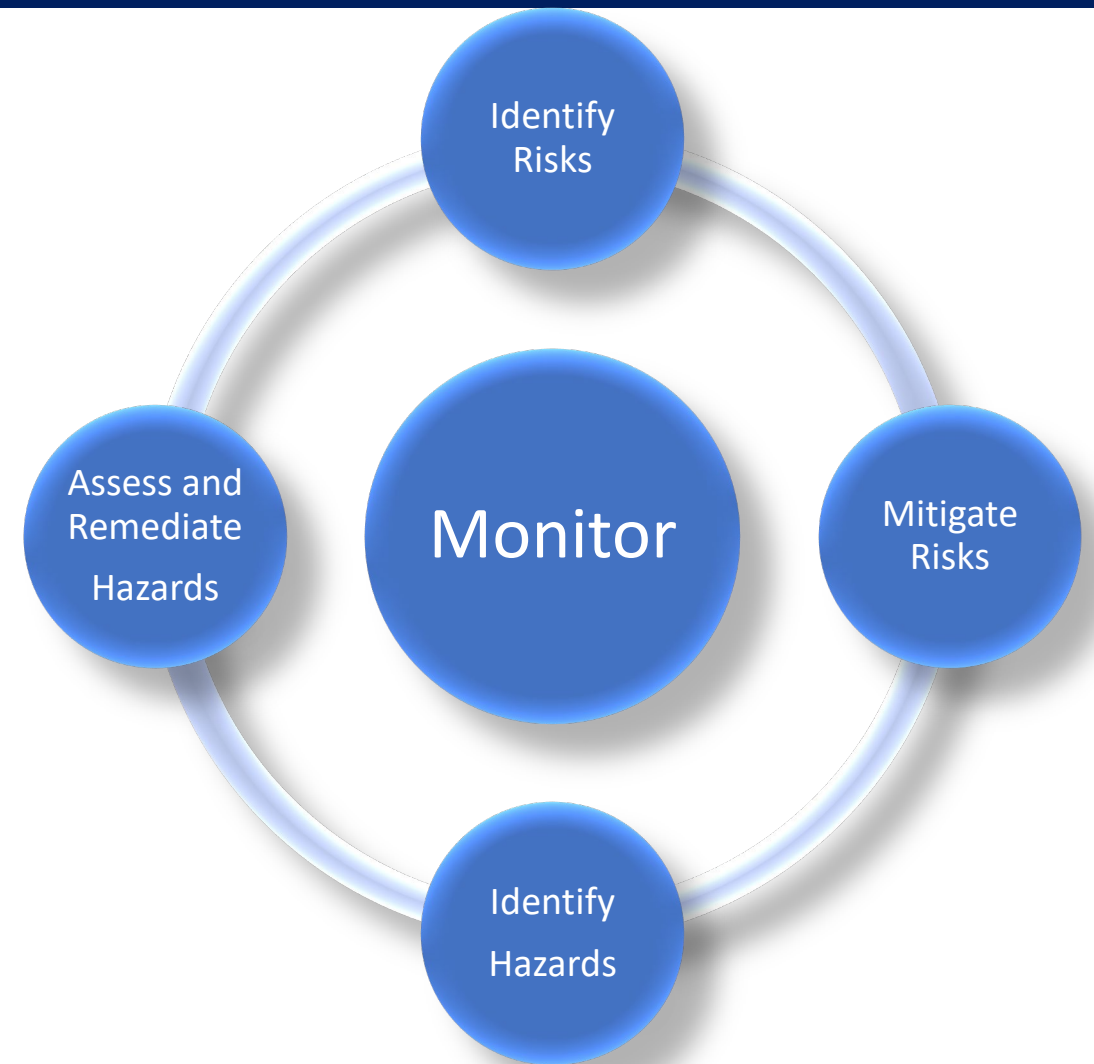 Identify
Risks
Assess and
Remediate
Hazards
Monitor
Mitigate
Risks
Identify
Hazards